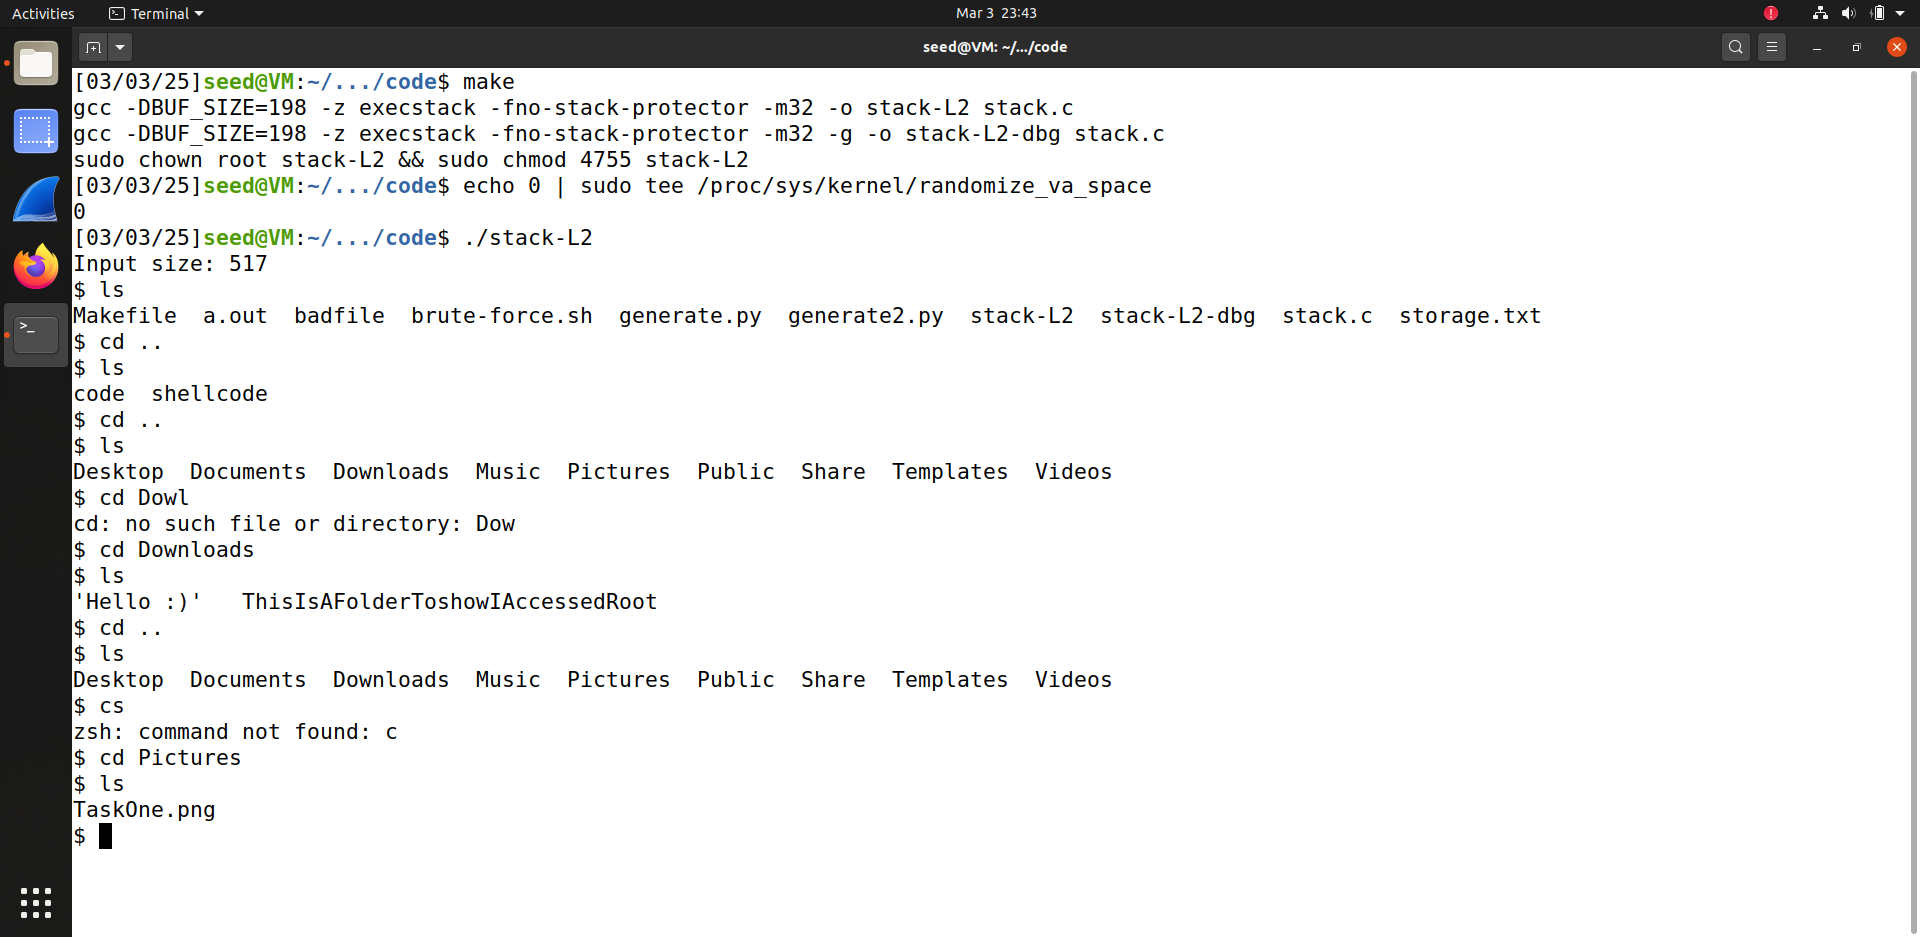 Activities Terminal Mar 3 23:43
seed@VM: ~/.../code
[03/03/25]seed@VM:~/.../code$ make
gcc -DBUF_SIZE=198 -z execstack -fno-stack-protector -m32 -o stack-L2 stack.c
gcc -DBUF_SIZE=198 -z execstack -fno-stack-protector -m32 -g -o stack-L2-dbg stack.c
sudo chown root stack-L2 && sudo chmod 4755 stack-L2
[03/03/25]seed@VM:~/.../code$ echo 0 | sudo tee /proc/sys/kernel/randomize_va_space
0
[03/03/25]seed@VM:~/.../code$ ./stack-L2
Input size: 517
$ ls
Makefile  a.out  badfile  brute-force.sh  generate.py  generate2.py  stack-L2  stack-L2-dbg  stack.c  storage.txt
$ cd ..
$ ls
code  shellcode
$ cd ..
$ ls
Desktop  Documents  Downloads  Music  Pictures  Public  Share  Templates  Videos
$ cd Dowl
cd: no such file or directory: Dow
$ cd Downloads
$ ls
'Hello :)'   ThisIsAFolderToshowIAccessedRoot
$ cd ..
$ ls
Desktop  Documents  Downloads  Music  Pictures  Public  Share  Templates  Videos
$ cs
zsh: command not found: c
$ cd Pictures
$ ls
TaskOne.png
$